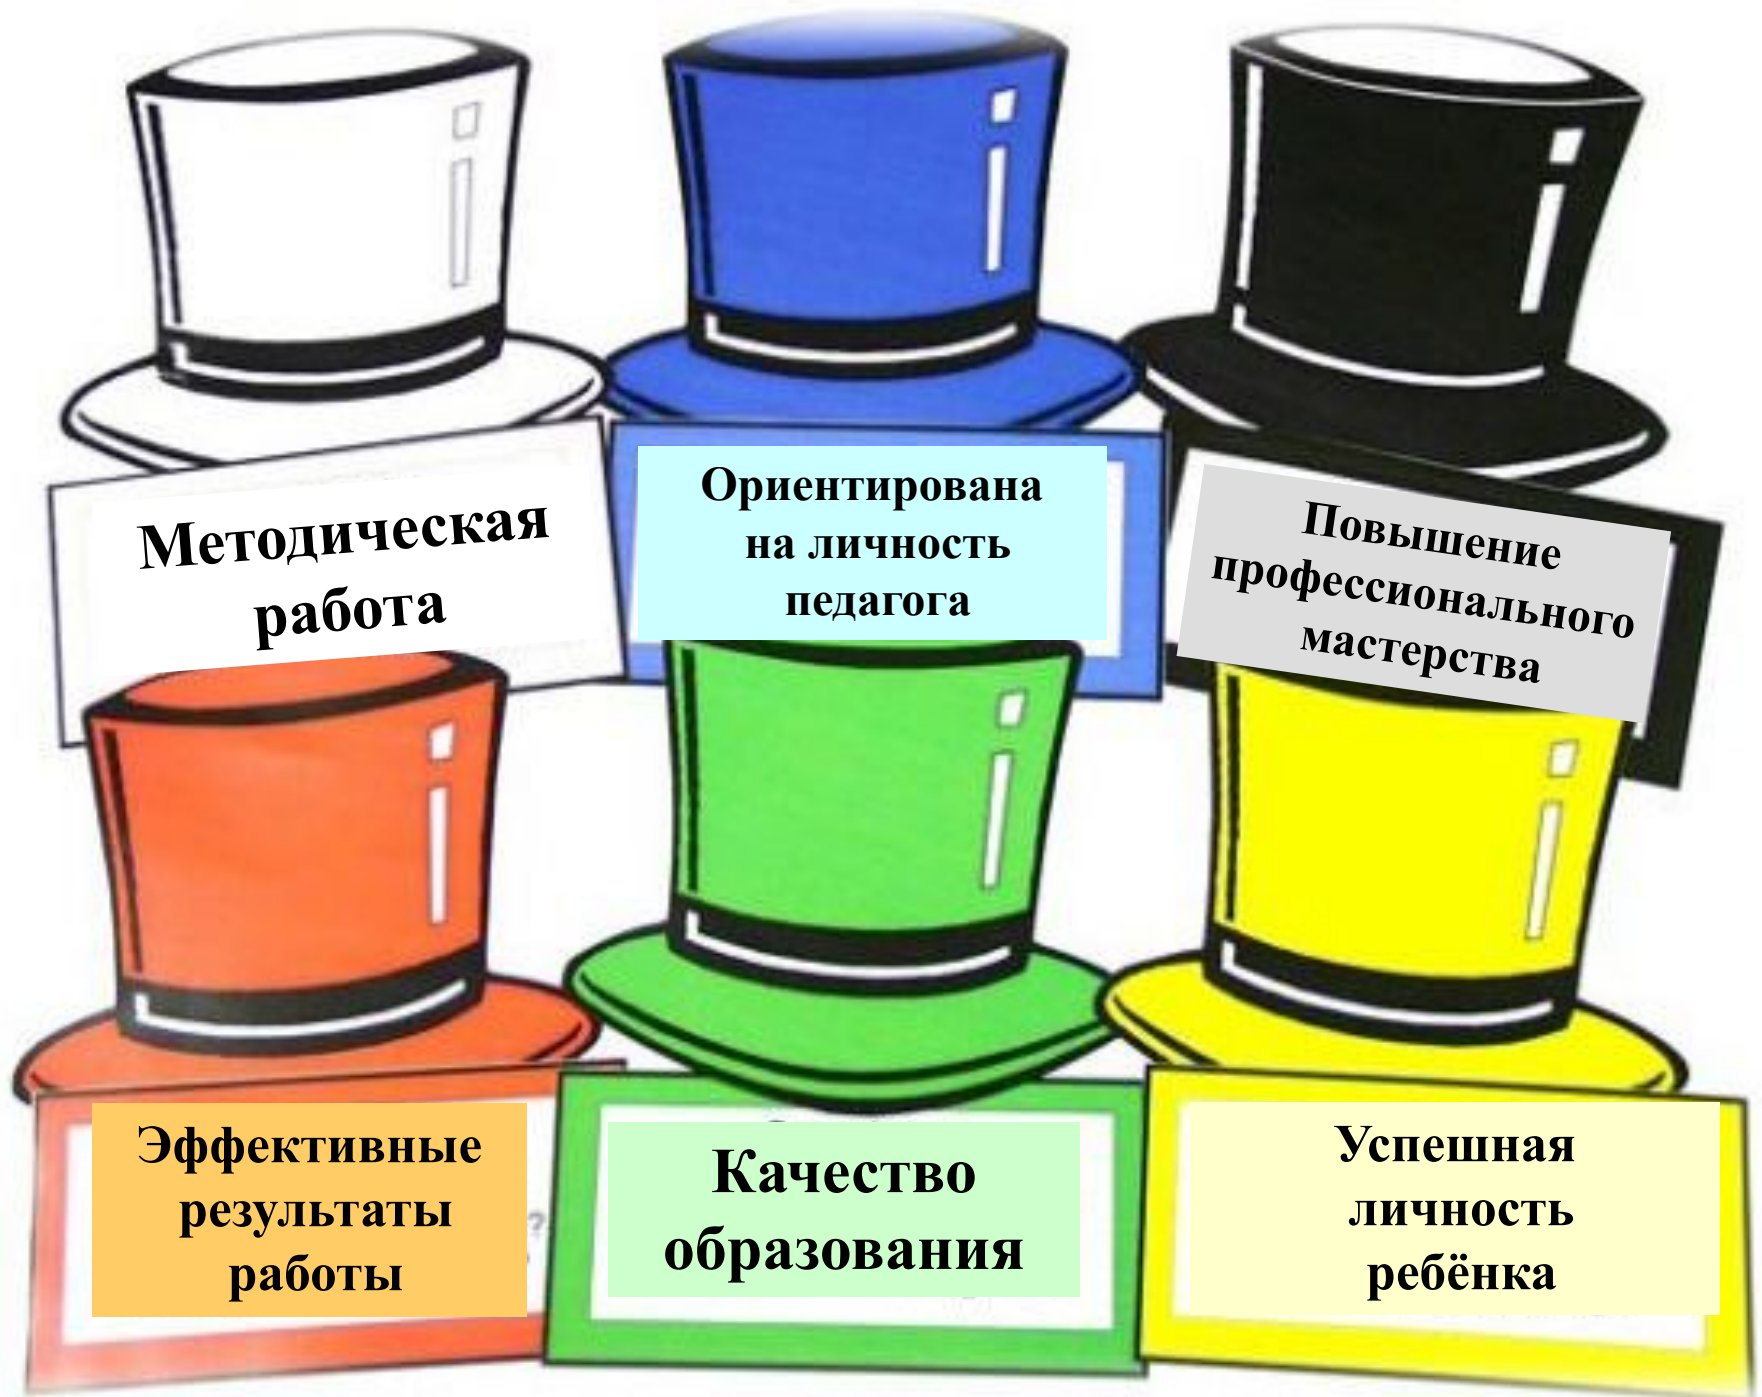 Методическая
работа
Ориентирована
на личность
педагога
Повышение
профессионального
мастерства
Эффективные
результаты
работы
Качество
образования
Успешная
личность
ребёнка